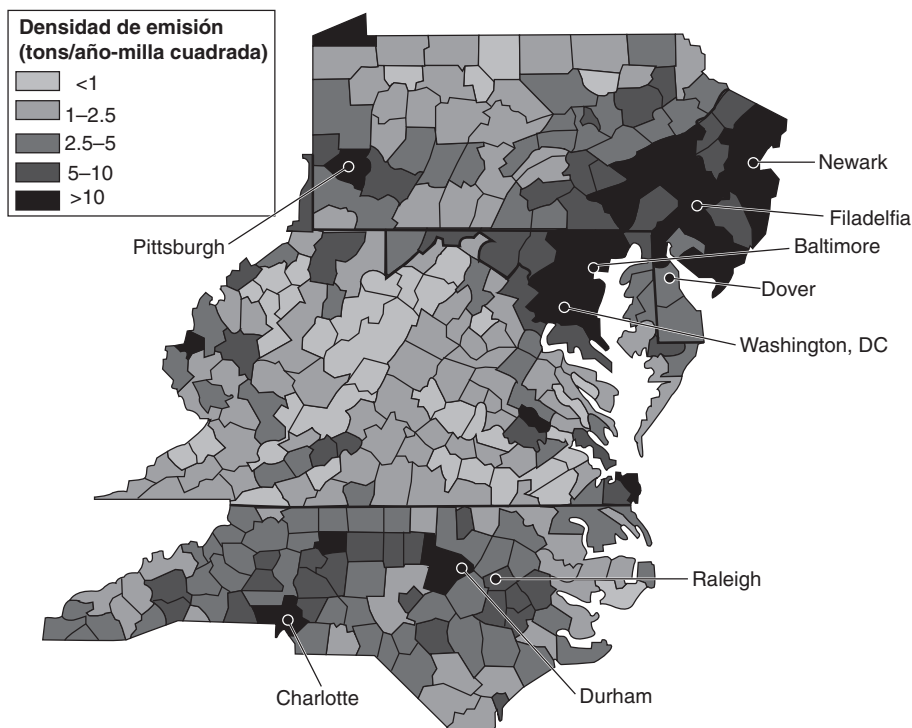 Densidad de emisión
(tons/año-milla cuadrada)
<1
1–2.5
2.5–5
5–10
>10
Newark
Filadelfia
Pittsburgh
Baltimore
Dover
Washington, DC
Raleigh
Charlotte
Durham